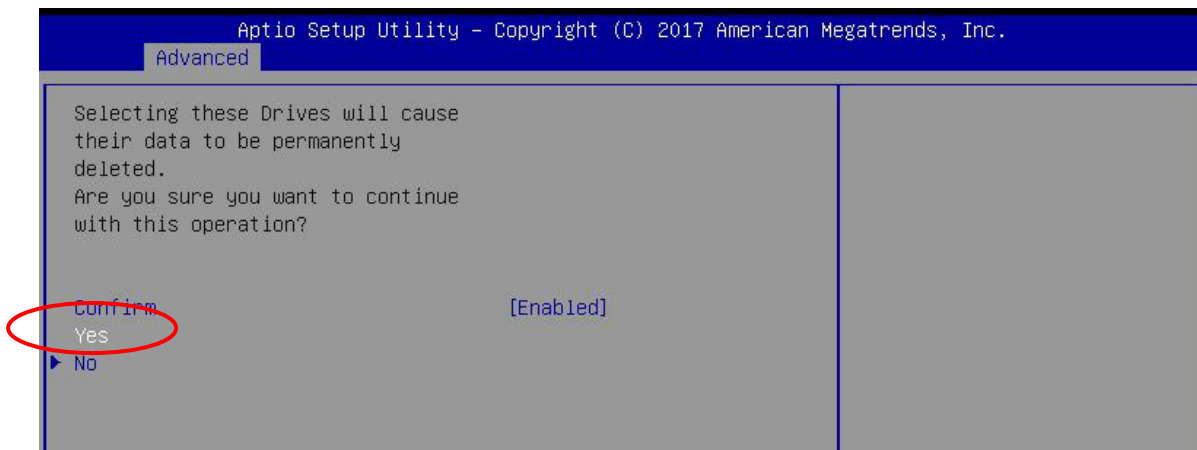 Aptio Setup Utility – Copyright (C) 2017 American Megatrends, Inc.
Advanced
Selecting these Drives will cause
their data to be permanently
deleted.
Are you sure you want to continue
with this operation?
Confirm [Enabled]
Yes
No